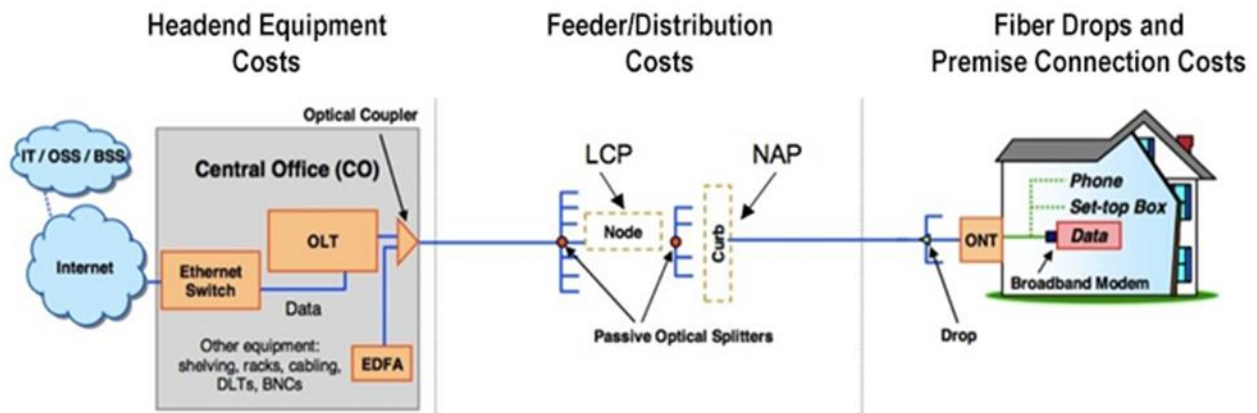 Headend Equipment
Costs
Feeder/Distribution
Costs
Fiber Drops and
Premise Connection Costs
Optical Coupler
IT / OSS / BSS
Central Office (CO)
LCP
NAP
Phone
Set-top Box
Data
OLT
Node
Curb
ONT
Internet
Ethernet
Switch
Data
Broadband Modem
Passive Optical Splitters
Drop
Other equipment:
shelving, racks, cabling,
DLTs, BNCs
EDFA